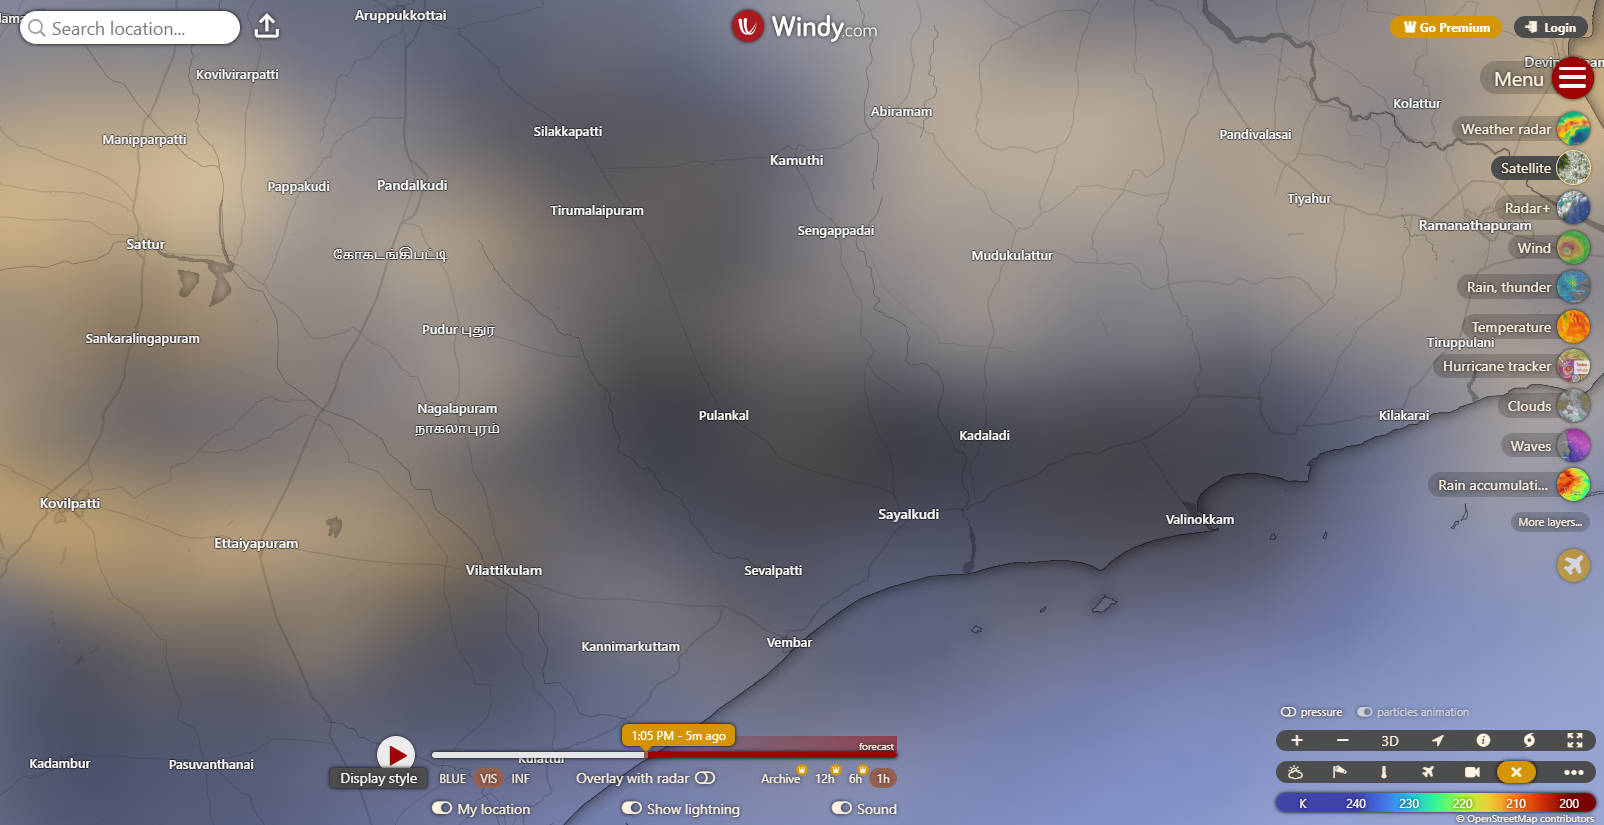 Aruppukkottai
Search location...
Windy.com
Go Premium
Login
Kovilvirarpatti
Menu
Abiramam
Kolattur
Silakkapatti
Weather radar
Manipparpatti
Pandivalasai
Kamuthi
Satellite
Pappakudi
Pandalkudi
Tirumalaipuram
Tiyahur
Radar+
Sengappadai
Ramanathapuram
Sattur
Wind
கோகடங்கிபட்டி
Mudukulattur
Rain, thunder
Pudur புதுர்
Temperature
Sankaralingapuram
Tiruppulani
Hurricane tracker
Nagalapuram
நாகலாபுரம்
Clouds
Pulankal
Kilakarai
Kadaladi
Waves
Rain accumulati...
Kovilpatti
Sayalkudi
Valinokkam
More layers...
Ettaiyapuram
Vilattikulam
Sevalpatti
Kannimarkuttam
Vembar
pressure
particles animation
1:05 PM - 5m ago
forecast
3D
Kadambur
Pasuvanthanai
Kulattur
Display style
BLUE
VIS
INF
Overlay with radar
Archive
12h
6h
1h
My location
Show lightning
Sound
K 240 230 220 210 200
© OpenStreetMap contributors